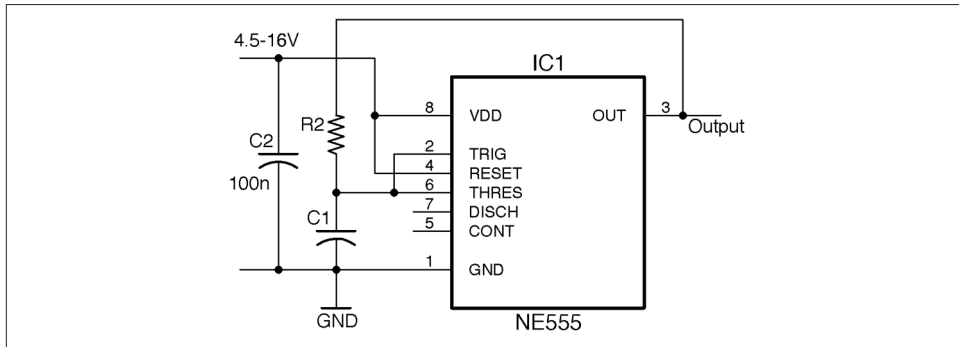 4.5-16V
IC1
8 VDD OUT 3
Output
R2
C2
2 TRIG
4 RESET
100n
6 THRES
7 DISCH
C1
5 CONT
1 GND
GND
NE555